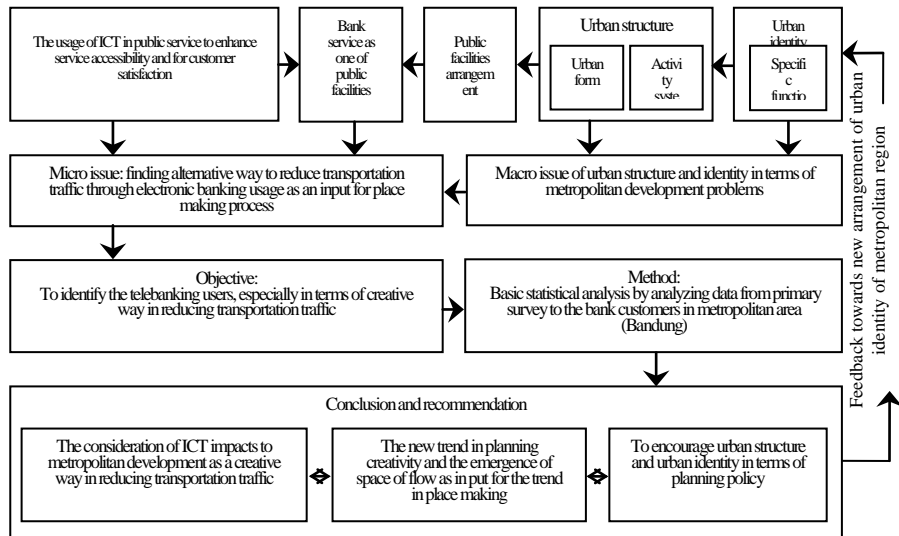 The usage of ICT in public service to enhance
service accessibility and for customer
satisfaction
Bank
service as
one of
public
facilities
Public
facilities
arrangem
ent
Urban structure
Urban
form
Activi
ty
syste
Urban
identity
Specifi
c
functio
Micro issue: finding alternative way to reduce transportation
traffic through electronic banking usage as an input for place
making process
Macro issue of urban structure and identity in terms of
metropolitan development problems
Objective:
To identify the telebanking users, especially in terms of creative
way in reducing transportation traffic
Method:
Basic statistical analysis by analyzing data from primary
survey to the bank customers in metropolitan area
(Bandung)
Conclusion and recommendation
The consideration of ICT impacts to
metropolitan development as a creative
way in reducing transportation traffic
The new trend in planning
creativity and the emergence of
space of flow as in put for the trend
in place making
To encourage urban structure
and urban identity in terms of
planning policy
Feedback towards new arrangement of urban
identity of metropolitan region